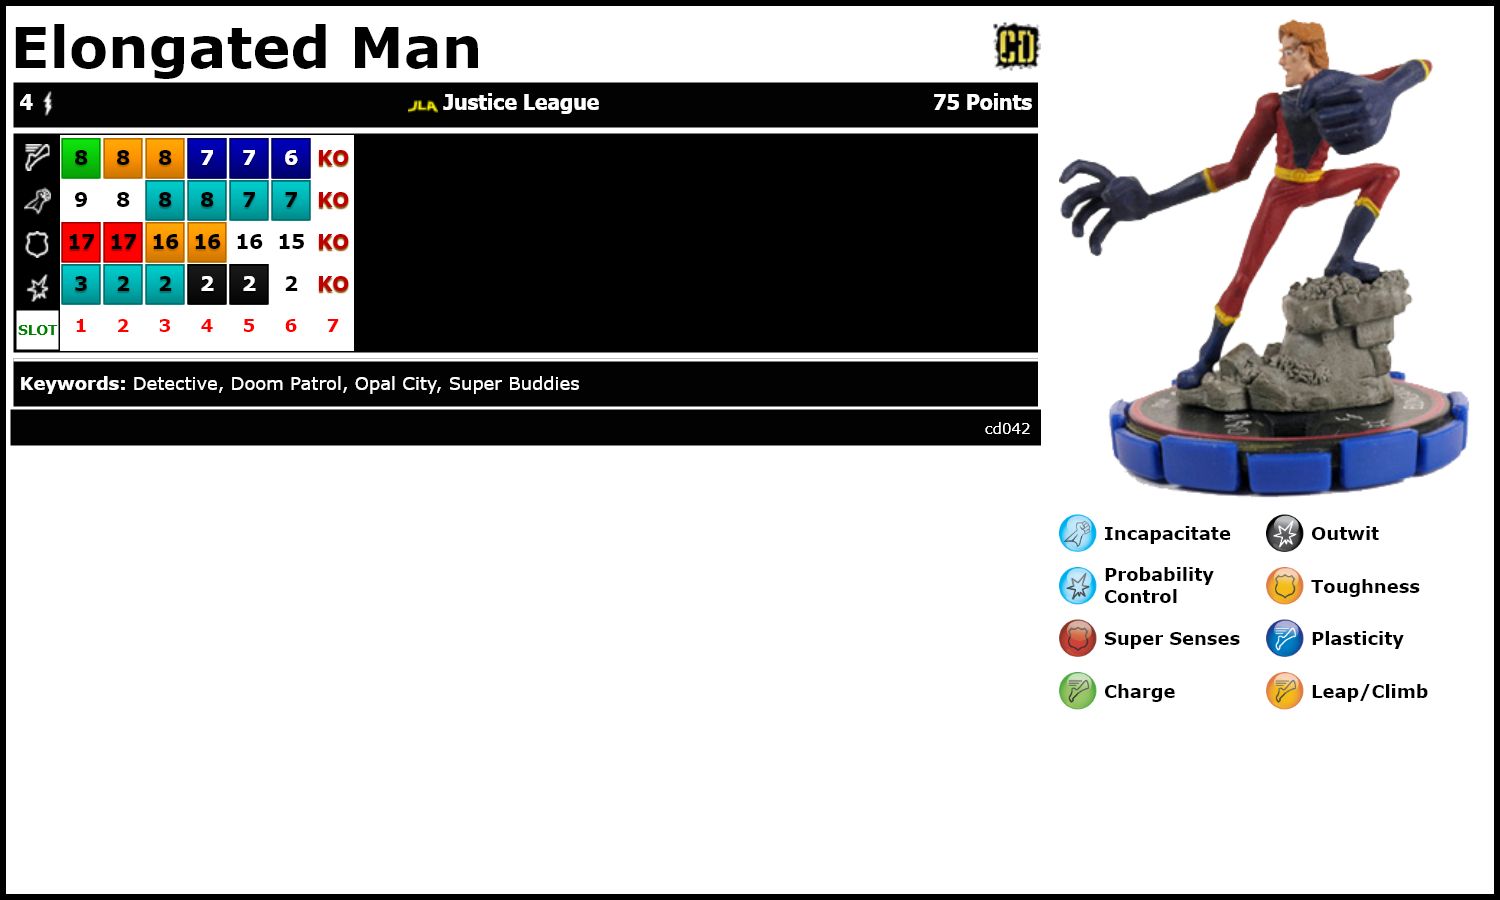 Elongated Man
CD
4 JLA Justice League 75 Points
8 8 8 7 7 6 KO
9 8 8 8 7 7 KO
17 17 16 16 16 15 KO
3 2 2 2 2 2 KO
SLOT 1 2 3 4 5 6 7
Keywords: Detective, Doom Patrol, Opal City, Super Buddies
cd042
Incapacitate
Outwit
Probability
Control
Toughness
Super Senses
Plasticity
Charge
Leap/Climb